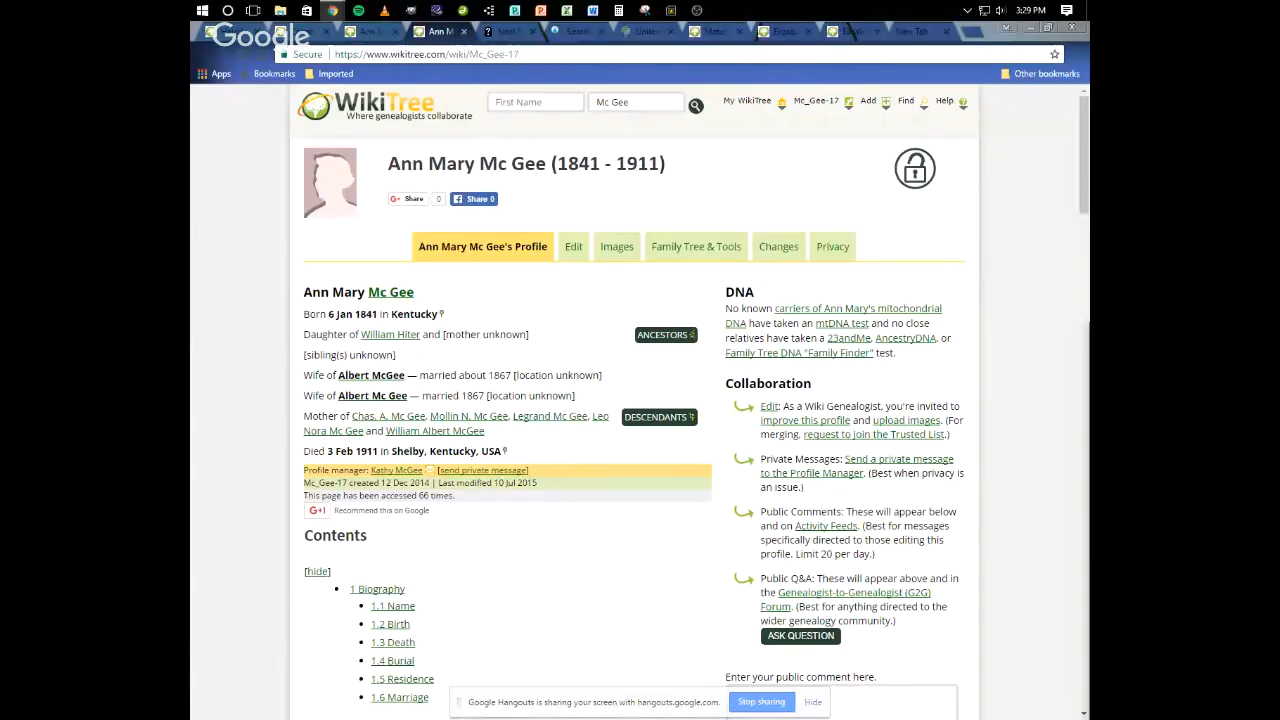 3:29 PM
Google
Ann M
Secure https://www.wikitree.com/wiki/Mc_Gee-17
Apps Bookmarks Imported Other bookmarks
WikiTree
Where genealogists collaborate
First Name Mc Gee
My WikiTree Mc_Gee-17 Add Find Help
Ann Mary Mc Gee (1841 - 1911)
G+ Share 0 f Share 0
Ann Mary Mc Gee's Profile Edit Images Family Tree & Tools Changes Privacy
Ann Mary Mc Gee
Born 6 Jan 1841 in Kentucky
Daughter of William Hiter and [mother unknown]
ANCESTORS
[sibling(s) unknown]
Wife of Albert McGee — married about 1867 [location unknown]
Wife of Albert Mc Gee — married 1867 [location unknown]
Mother of Chas. A. Mc Gee, Mollin N. Mc Gee, Legrand Mc Gee, Leo
Nora Mc Gee and William Albert McGee
DESCENDANTS
Died 3 Feb 1911 in Shelby, Kentucky, USA
Profile manager: Kathy McGee [send private message]
Mc_Gee-17 created 12 Dec 2014 | Last modified 10 Jul 2015
This page has been accessed 66 times.
G+1 Recommend this on Google
Contents
[hide]
1 Biography
1.1 Name
1.2 Birth
1.3 Death
1.4 Burial
1.5 Residence
1.6 Marriage
DNA
No known carriers of Ann Mary's mitochondrial
DNA have taken an mtDNA test and no close
relatives have taken a 23andMe, AncestryDNA, or
Family Tree DNA "Family Finder" test.
Collaboration
Edit: As a Wiki Genealogist, you're invited to
improve this profile and upload images. (For
merging, request to join the Trusted List.)
Private Messages: Send a private message
to the Profile Manager. (Best when privacy is
an issue.)
Public Comments: These will appear below
and on Activity Feeds. (Best for messages
specifically directed to those editing this
profile. Limit 20 per day.)
Public Q&A: These will appear above and in
the Genealogist-to-Genealogist (G2G)
Forum. (Best for anything directed to the
wider genealogy community.)
ASK QUESTION
Enter your public comment here.
Google Hangouts is sharing your screen with hangouts.google.com. Stop sharing Hide